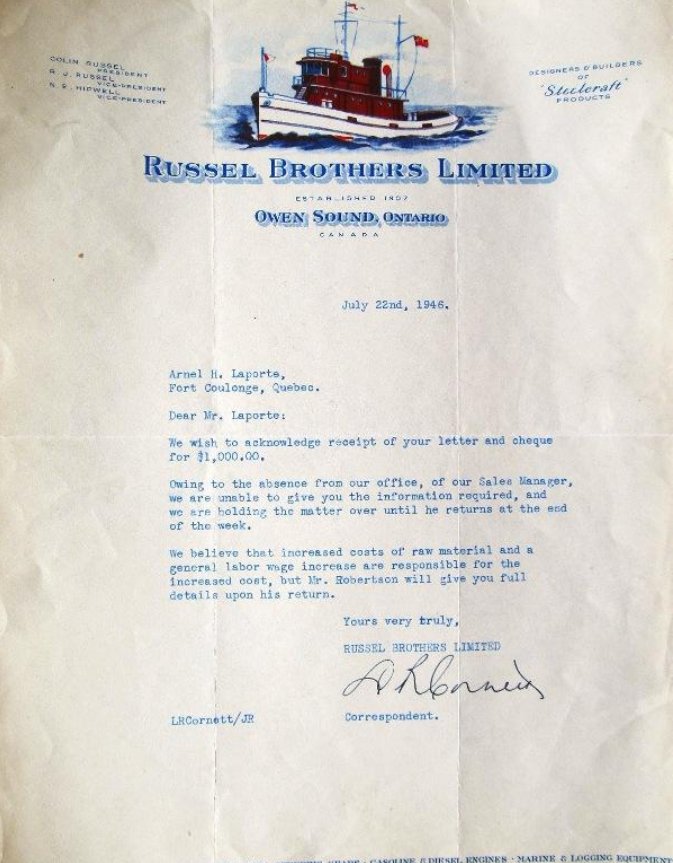 COLIN RUSSEL
PRESIDENT
R. J. RUSSEL
VICE-PRESIDENT
N. R. HIPWELL
VICE-PRESIDENT
DESIGNERS & BUILDERS
OF
"Steelcraft"
PRODUCTS
RUSSEL BROTHERS LIMITED
ESTABLISHED 1907
OWEN SOUND, ONTARIO
CANADA
July 22nd, 1946.
Arnel H. Laporte,
Fort Coulonge, Quebec.
Dear Mr. Laporte:
We wish to acknowledge receipt of your letter and cheque
for $1,000.00.
Owing to the absence from our office, of our Sales Manager,
we are unable to give you the information required, and
we are holding the matter over until he returns at the end
of the week.
We believe that increased costs of raw material and a
general labor wage increase are responsible for the
increased cost, but Mr. Robertson will give you full
details upon his return.
Yours very truly,
RUSSEL BROTHERS LIMITED
LRCornett
LRCornett/JR
Correspondent.
GASOLINE & DIESEL ENGINES · MARINE & LOGGING EQUIPMENT